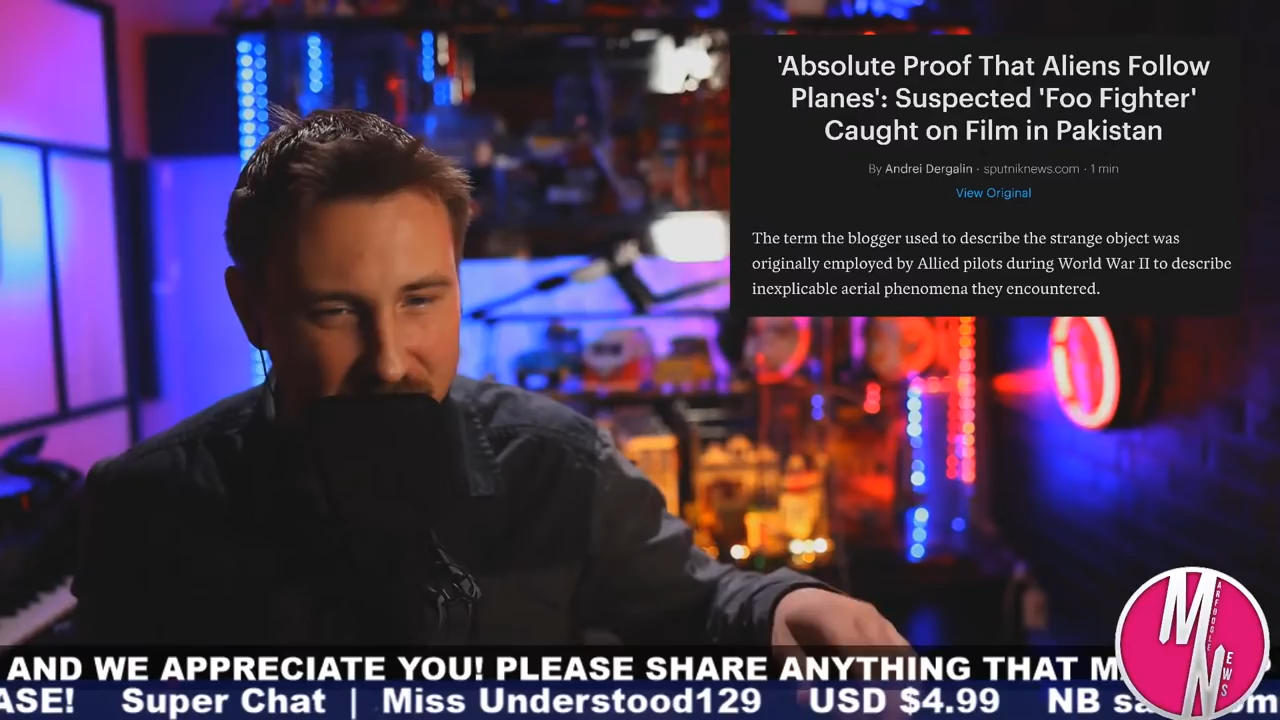 'Absolute Proof That Aliens Follow
Planes': Suspected 'Foo Fighter'
Caught on Film in Pakistan
By Andrei Dergalin · sputniknews.com · 1 min
View Original
The term the blogger used to describe the strange object was
originally employed by Allied pilots during World War II to describe
inexplicable aerial phenomena they encountered.
AND WE APPRECIATE YOU! PLEASE SHARE ANYTHING THAT
ASE! Super Chat | Miss Understood129 USD $4.99 NB
MARFOOGLE
NEWS